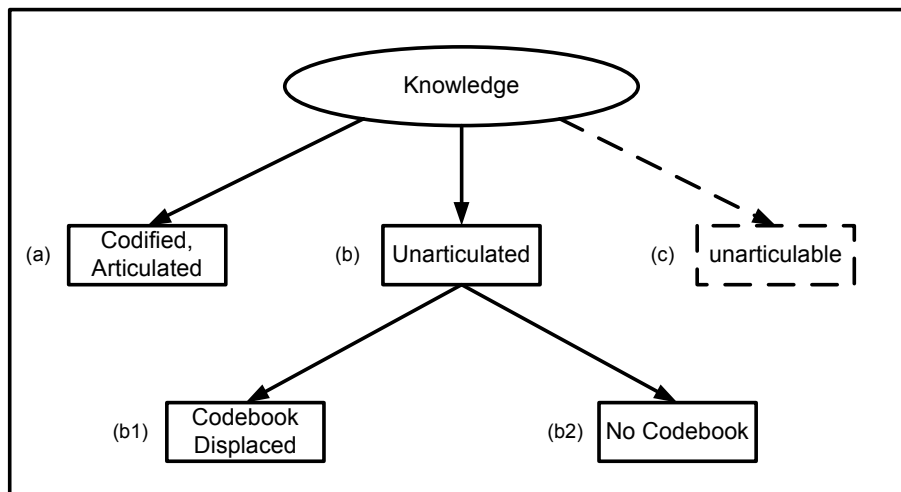 Knowledge
(a)
Codified,
Articulated
(b)
Unarticulated
(c)
unarticulable
(b1)
Codebook
Displaced
(b2)
No Codebook